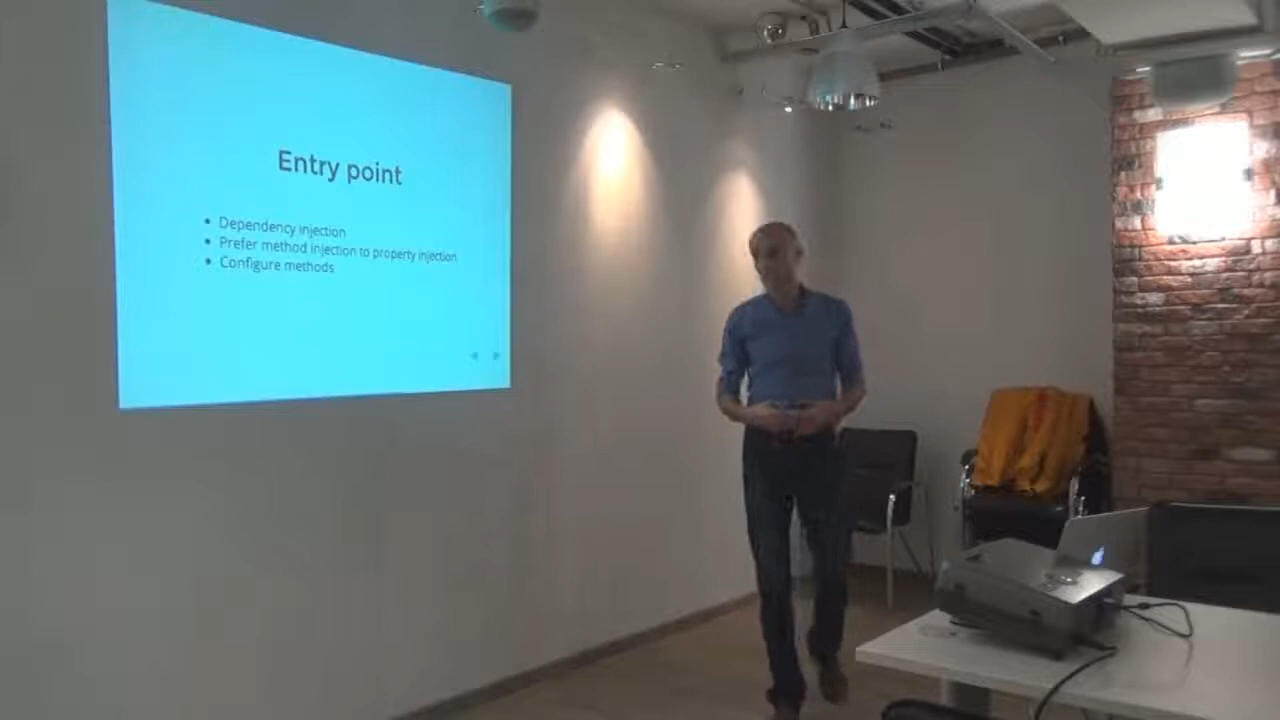 Entry point
Dependency injection
Prefer method injection to property injection
Configure methods